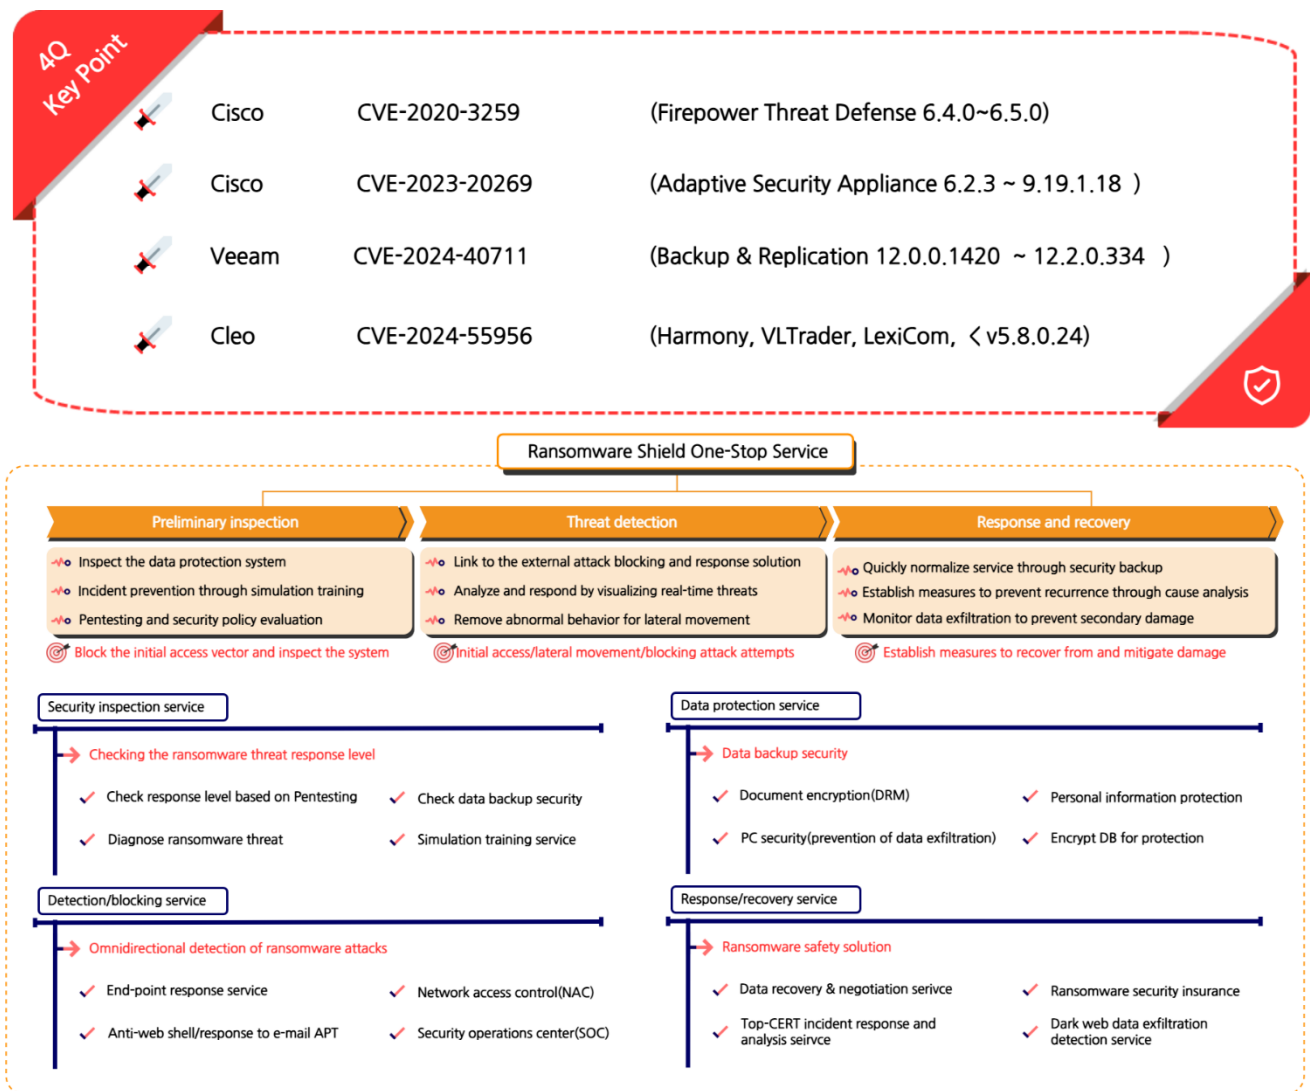 4Q
Key Point
Cisco CVE-2020-3259 (Firepower Threat Defense 6.4.0~6.5.0)
Cisco CVE-2023-20269 (Adaptive Security Appliance 6.2.3 ~ 9.19.1.18 )
Veeam CVE-2024-40711 (Backup & Replication 12.0.0.1420 ~ 12.2.0.334 )
Cleo CVE-2024-55956 (Harmony, VLTrader, LexiCom, < v5.8.0.24)
Ransomware Shield One-Stop Service
Preliminary inspection
Inspect the data protection system
Incident prevention through simulation training
Pentesting and security policy evaluation
Block the initial access vector and inspect the system
Threat detection
Link to the external attack blocking and response solution
Analyze and respond by visualizing real-time threats
Remove abnormal behavior for lateral movement
Initial access/lateral movement/blocking attack attempts
Response and recovery
Quickly normalize service through security backup
Establish measures to prevent recurrence through cause analysis
Monitor data exfiltration to prevent secondary damage
Establish measures to recover from and mitigate damage
Security inspection service
Checking the ransomware threat response level
Check response level based on Pentesting
Check data backup security
Diagnose ransomware threat
Simulation training service
Data protection service
Data backup security
Document encryption(DRM)
Personal information protection
PC security(prevention of data exfiltration)
Encrypt DB for protection
Detection/blocking service
Omnidirectional detection of ransomware attacks
End-point response service
Network access control(NAC)
Anti-web shell/response to e-mail APT
Security operations center(SOC)
Response/recovery service
Ransomware safety solution
Data recovery & negotiation serivce
Ransomware security insurance
Top-CERT incident response and
analysis seirvce
Dark web data exfiltration
detection service